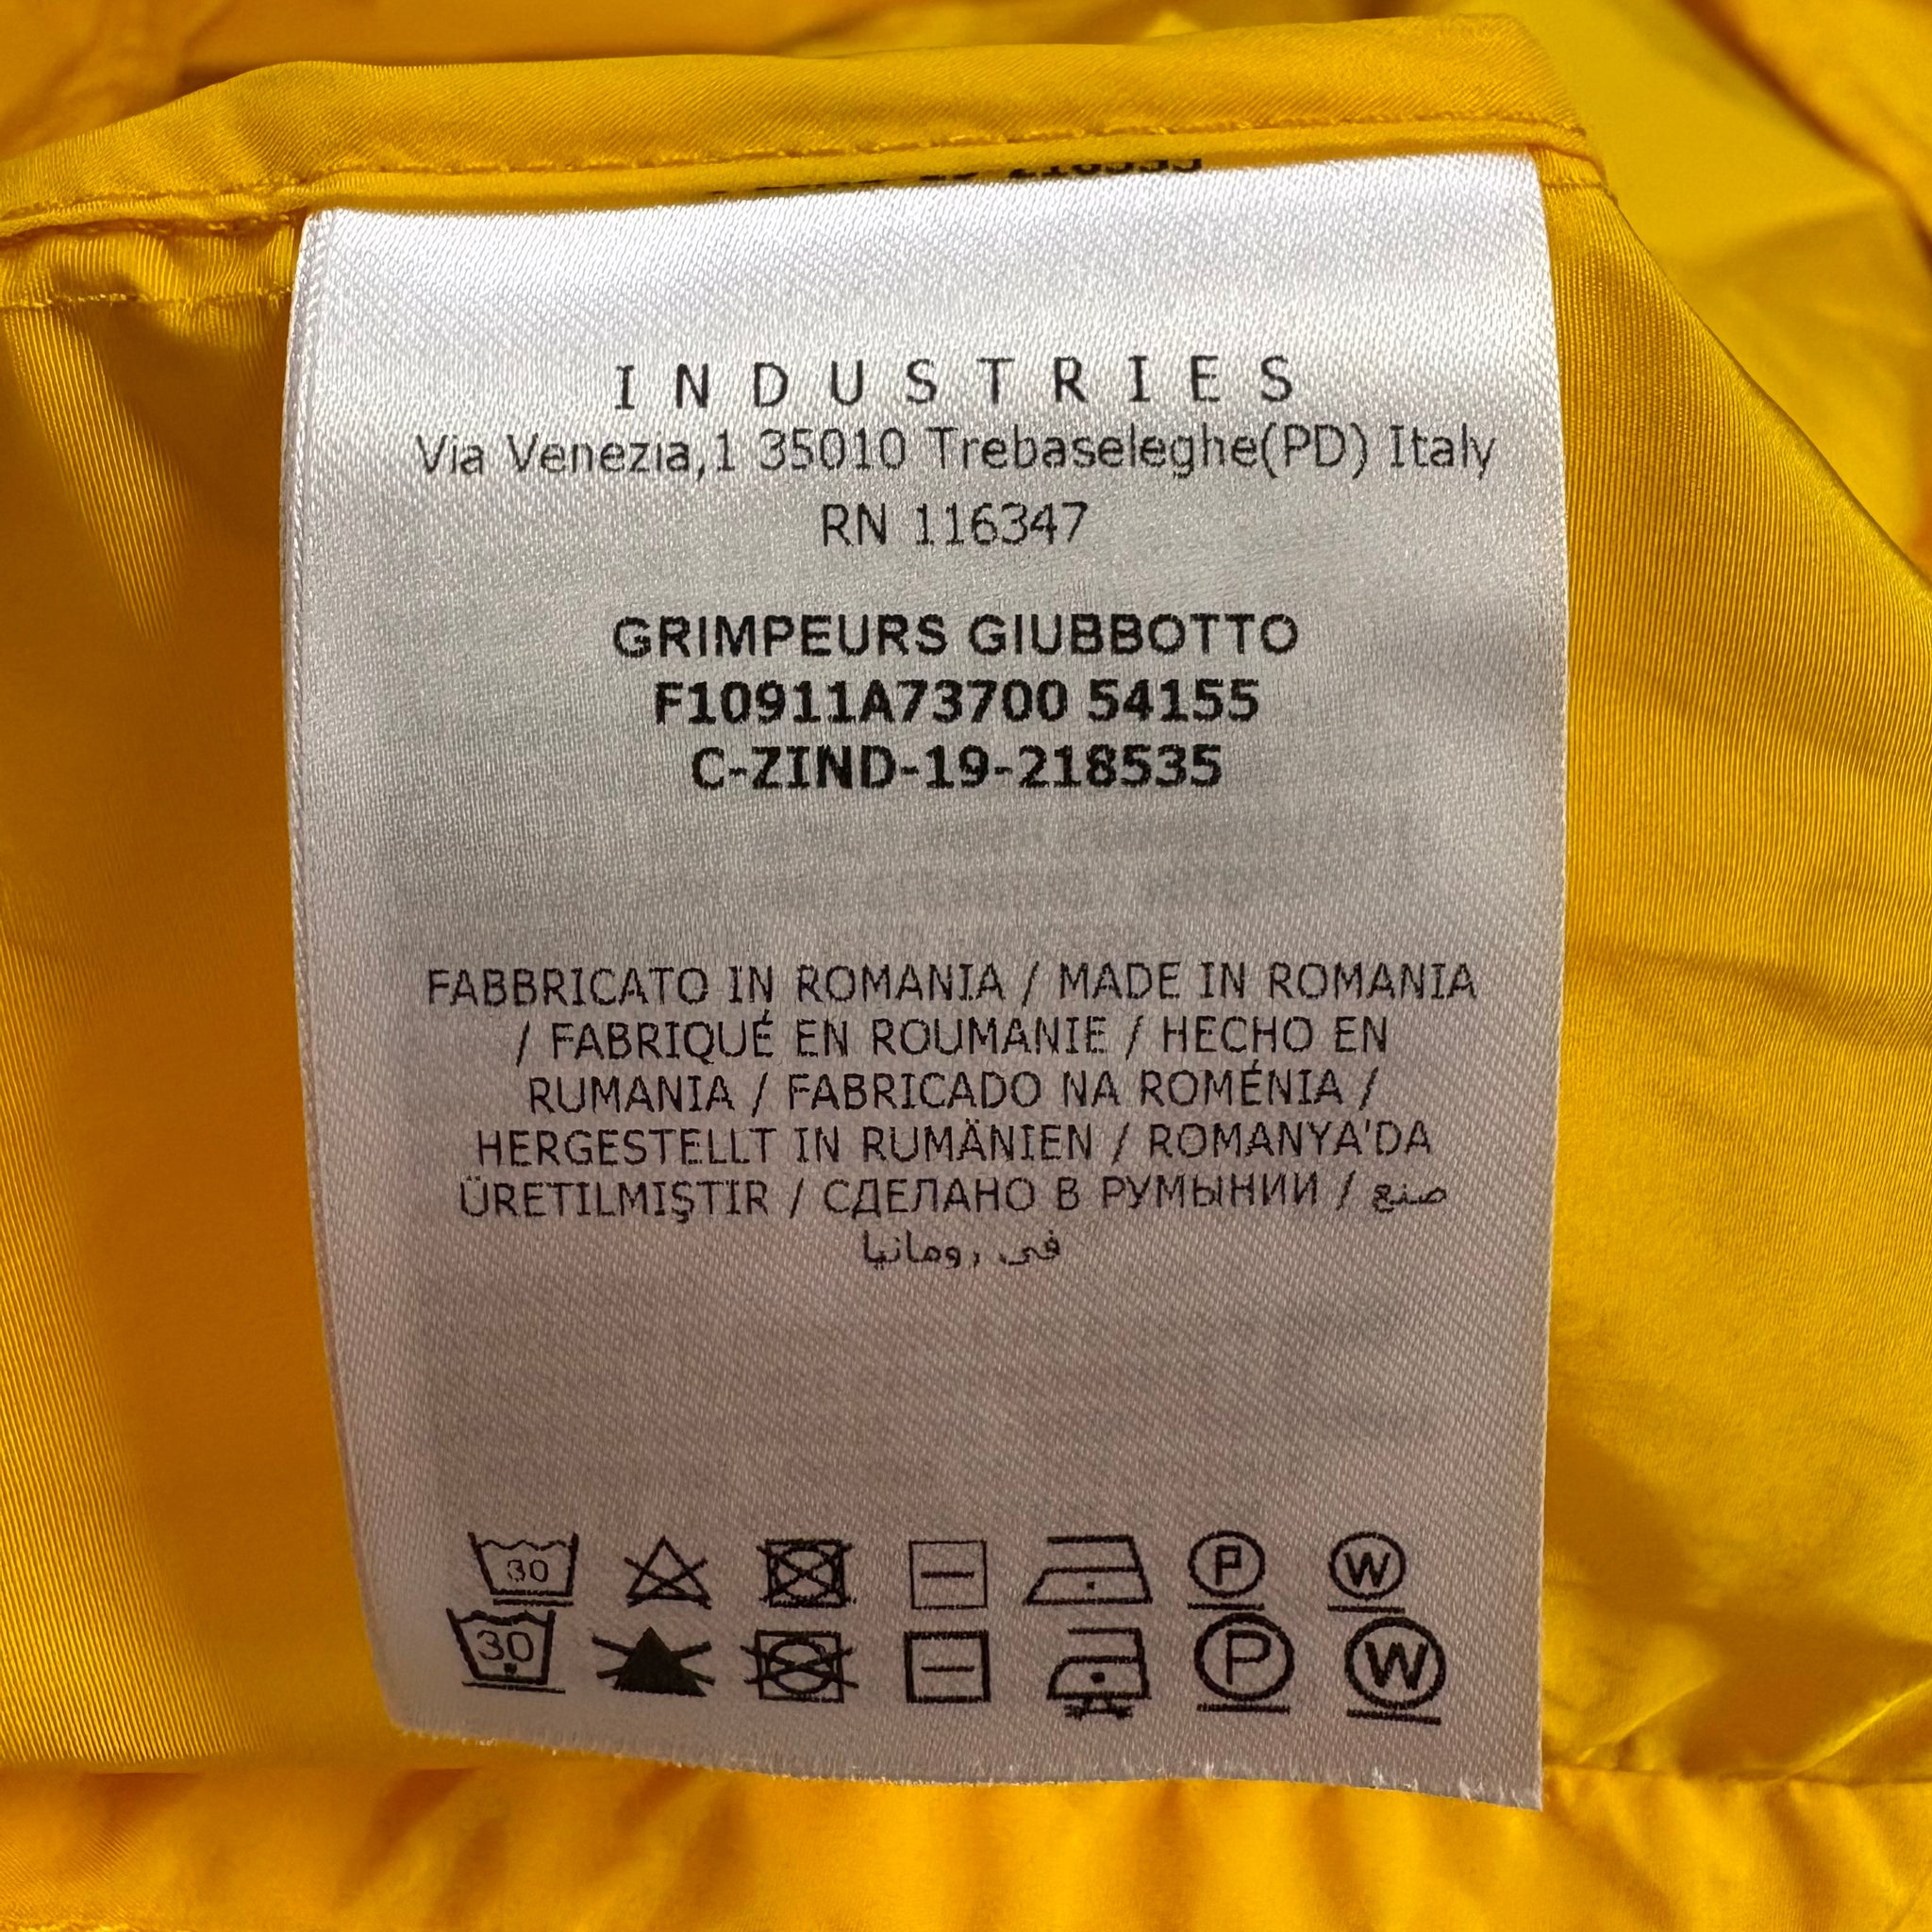 INDUSTRIES
Via Venezia,1 35010 Trebaseleghe(PD) Italy
RN 116347
GRIMPEURS GIUBBOTTO
F10911A73700 54155
C-ZIND-19-218535
FABBRICATO IN ROMANIA / MADE IN ROMANIA
/ FABRIQUÉ EN ROUMANIE / HECHO EN
RUMANIA / FABRICADO NA ROMÉNIA /
HERGESTELLT IN RUMÄNIEN / ROMANYA'DA
ÜRETILMIŞTIR / СДЕЛАНО В РУМЫНИИ / صنع
في رومانيا
30 P W
30 P W